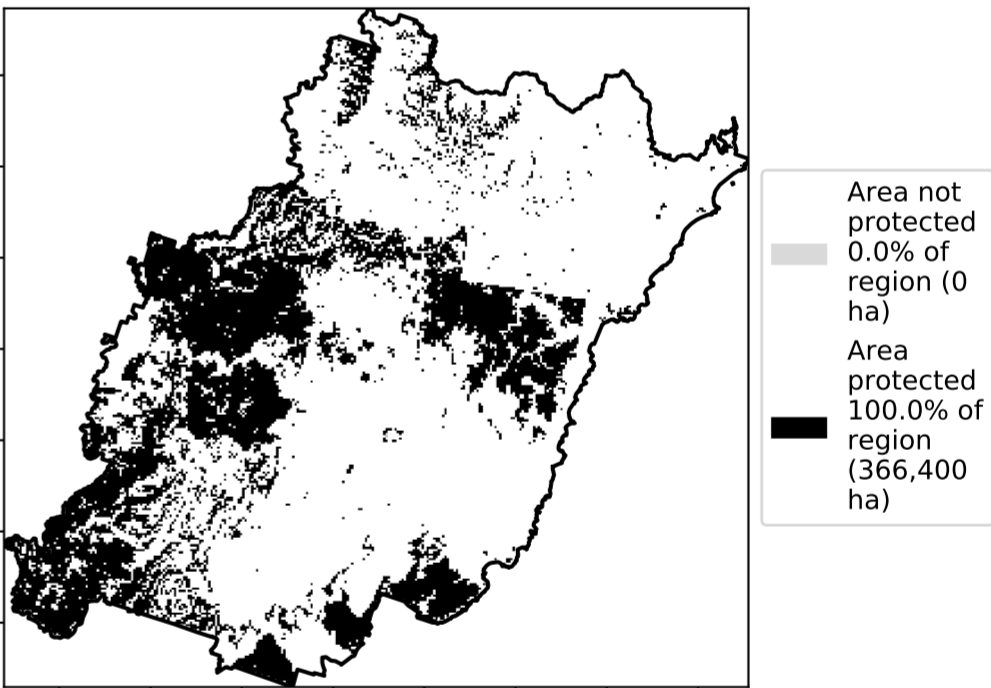 Area not
protected
0.0% of
region (0
ha)
Area
protected
100.0% of
region
(366,400
ha)